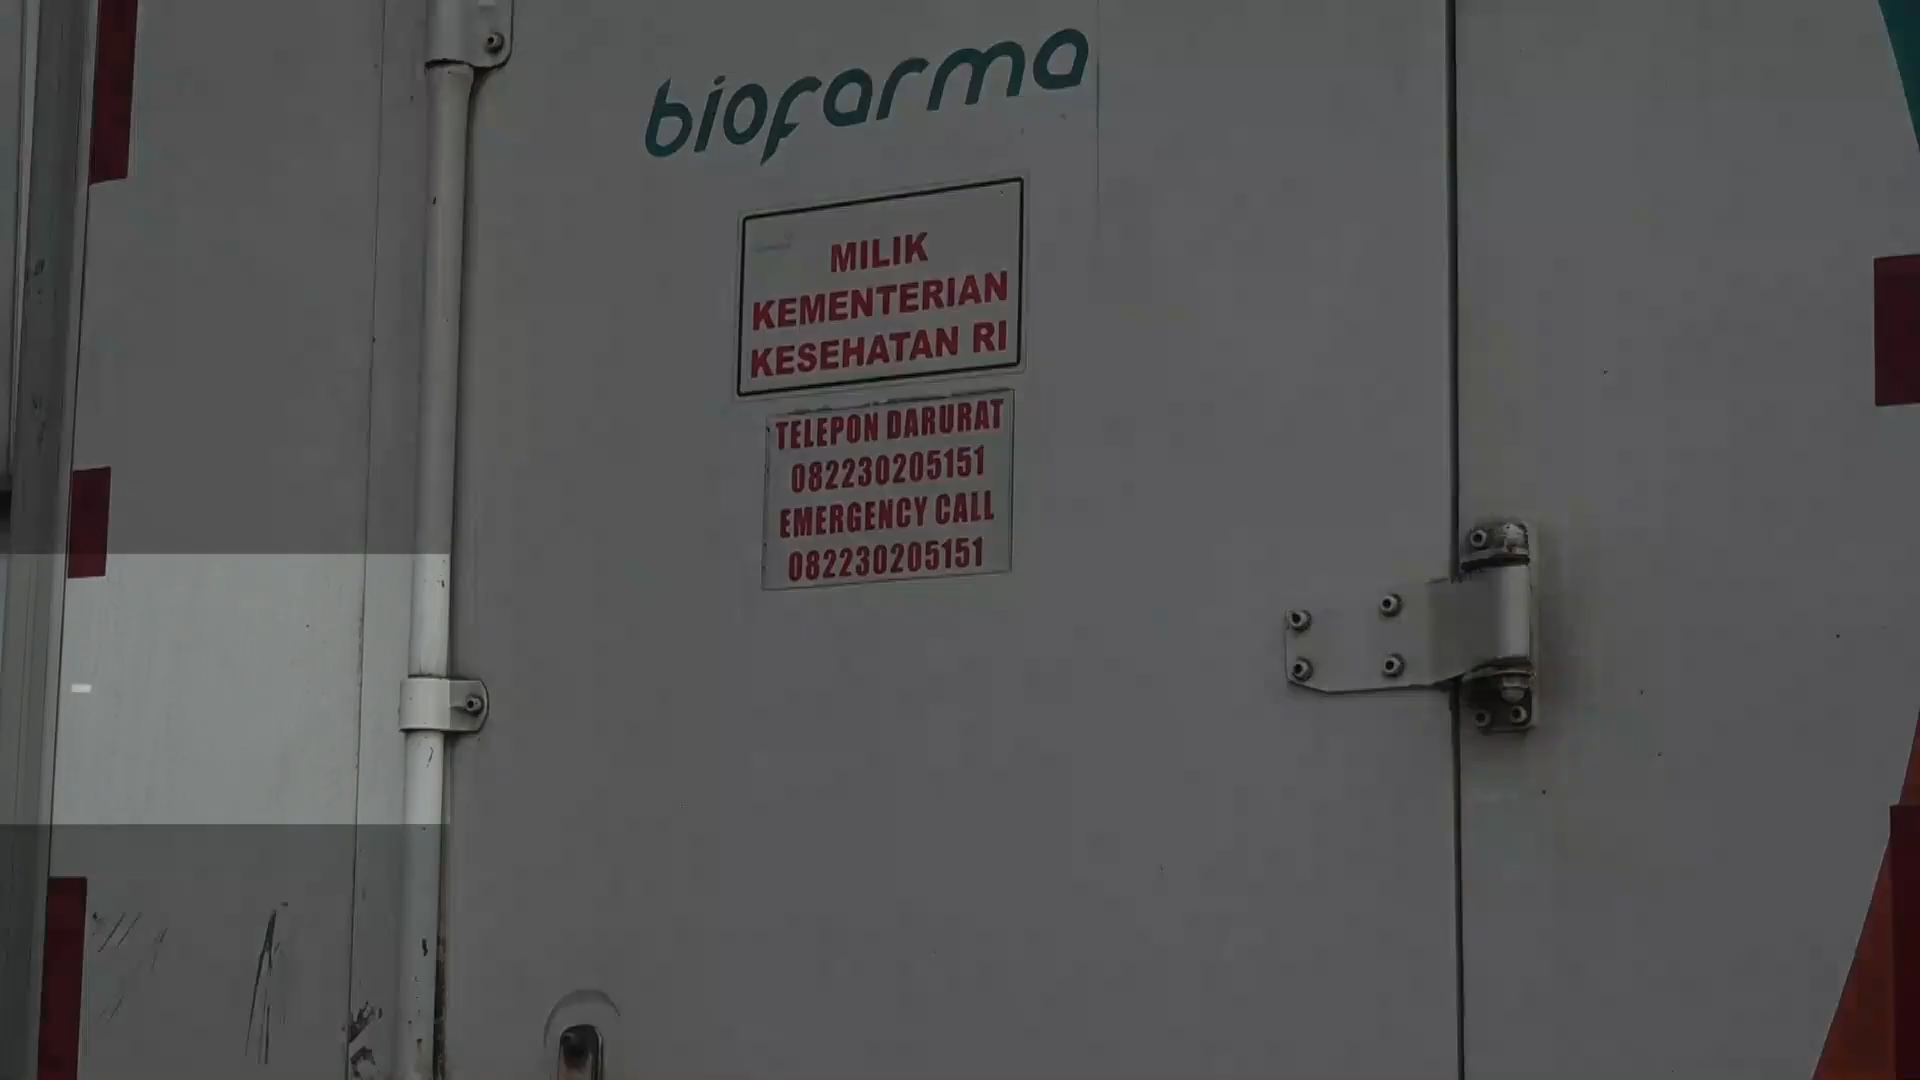 biofarma
MILIK
KEMENTERIAN
KESEHATAN RI
TELEPON DARURAT
082230205151
EMERGENCY CALL
082230205151